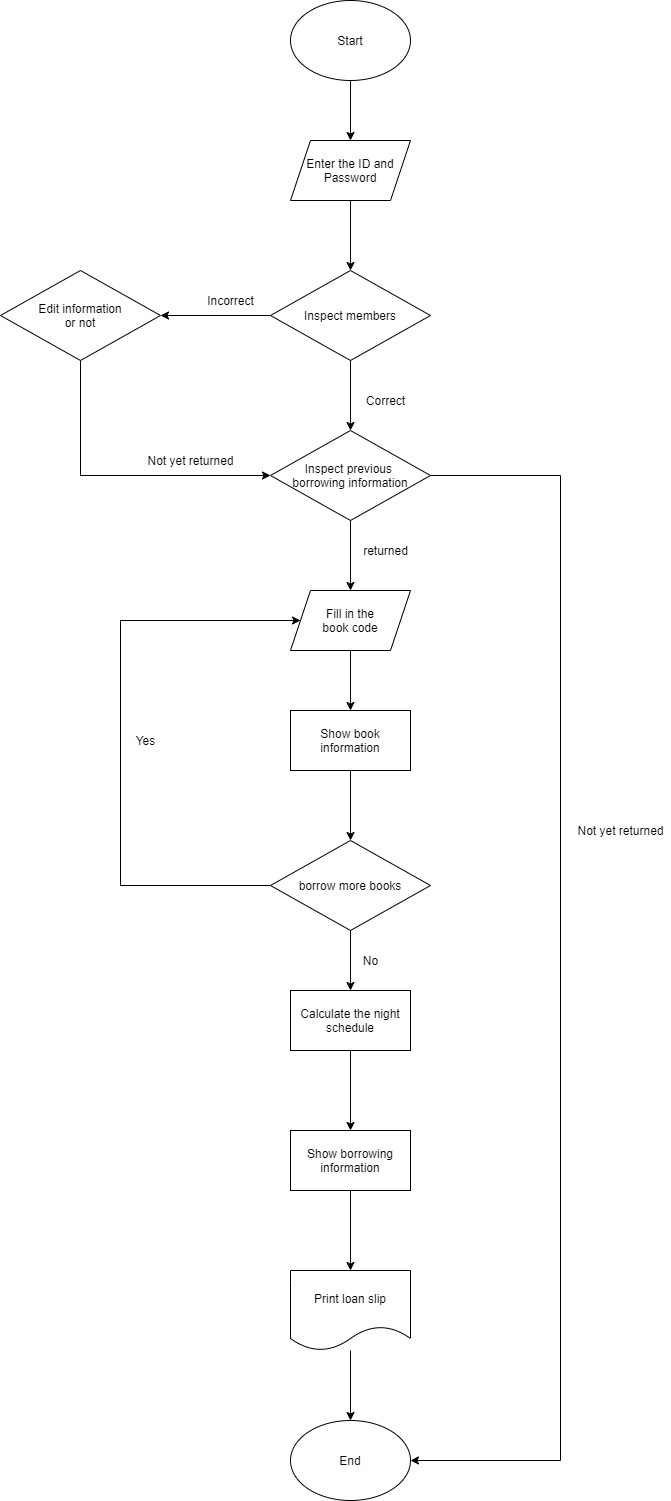 Start
Enter the ID and
Password
Incorrect
Edit information
or not
Inspect members
Correct
Not yet returned
Inspect previous
borrowing information
returned
Fill in the
book code
Yes
Show book
information
Not yet returned
borrow more books
No
Calculate the night
schedule
Show borrowing
information
Print loan slip
End